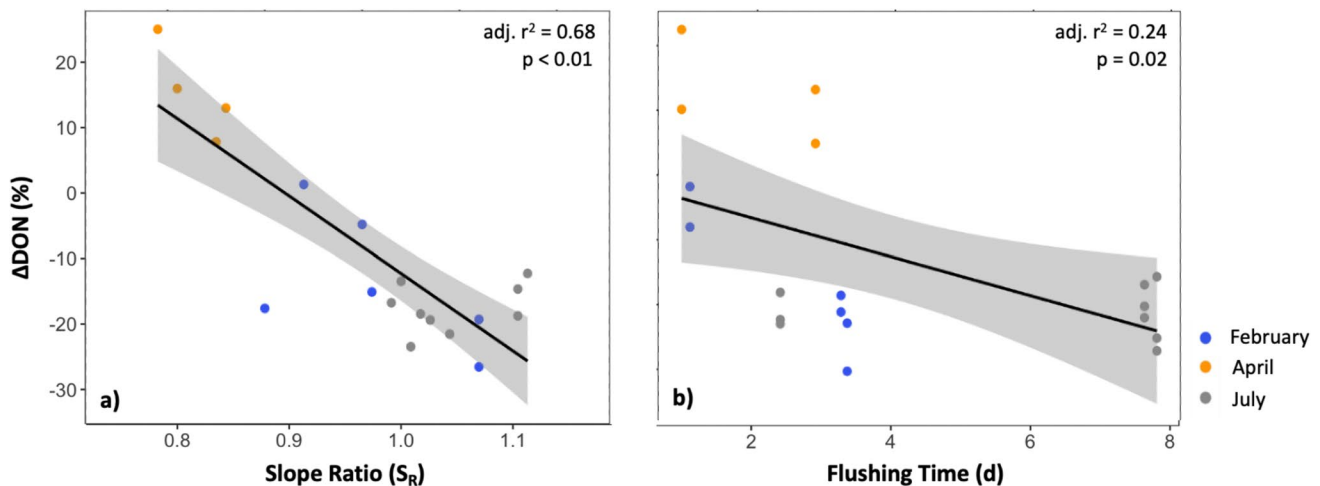 adj. r² = 0.68
p < 0.01
adj. r² = 0.24
p = 0.02
20
10
0
-10
-20
-30
ΔDON (%)
a)
b)
0.8 0.9 1.0 1.1
2 4 6 8
Slope Ratio (S_R)
Flushing Time (d)
February
April
July